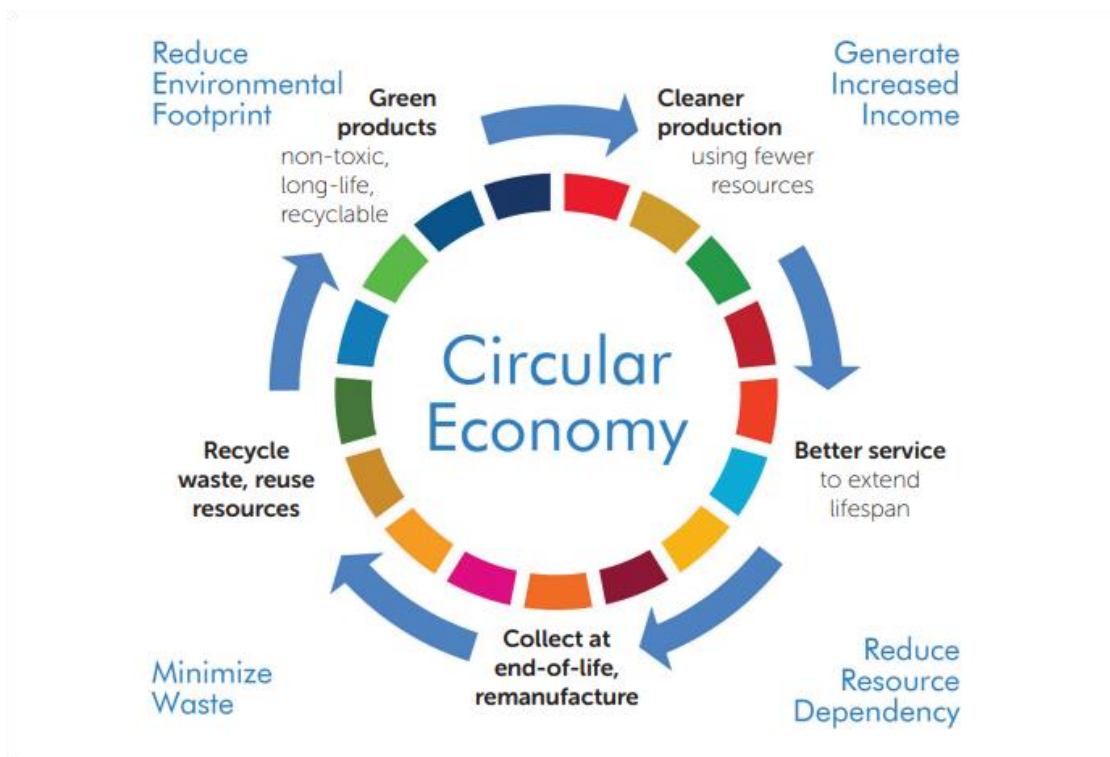 Reduce
Environmental
Footprint
Green
products
non-toxic,
long-life,
recyclable
Cleaner
production
using fewer
resources
Generate
Increased
Income
Circular
Economy
Better service
to extend
lifespan
Recycle
waste, reuse
resources
Collect at
end-of-life,
remanufacture
Minimize
Waste
Reduce
Resource
Dependency